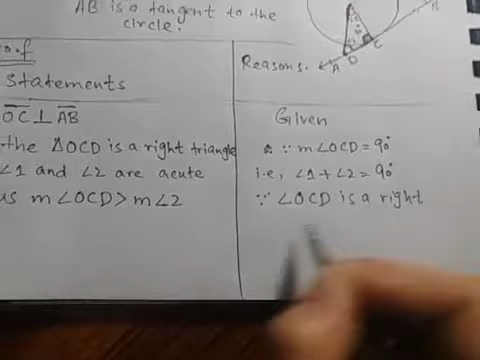 AB is a tangent to the
circle.
A D C B
Statements
Reasons.
OC ⊥ AB
Given
the ΔOCD is a right triangle
∵ m∠OCD = 90°
∠1 and ∠2 are acute
i.e, ∠1 + ∠2 = 90°
us m∠OCD > m∠2
∵ ∠OCD is a right